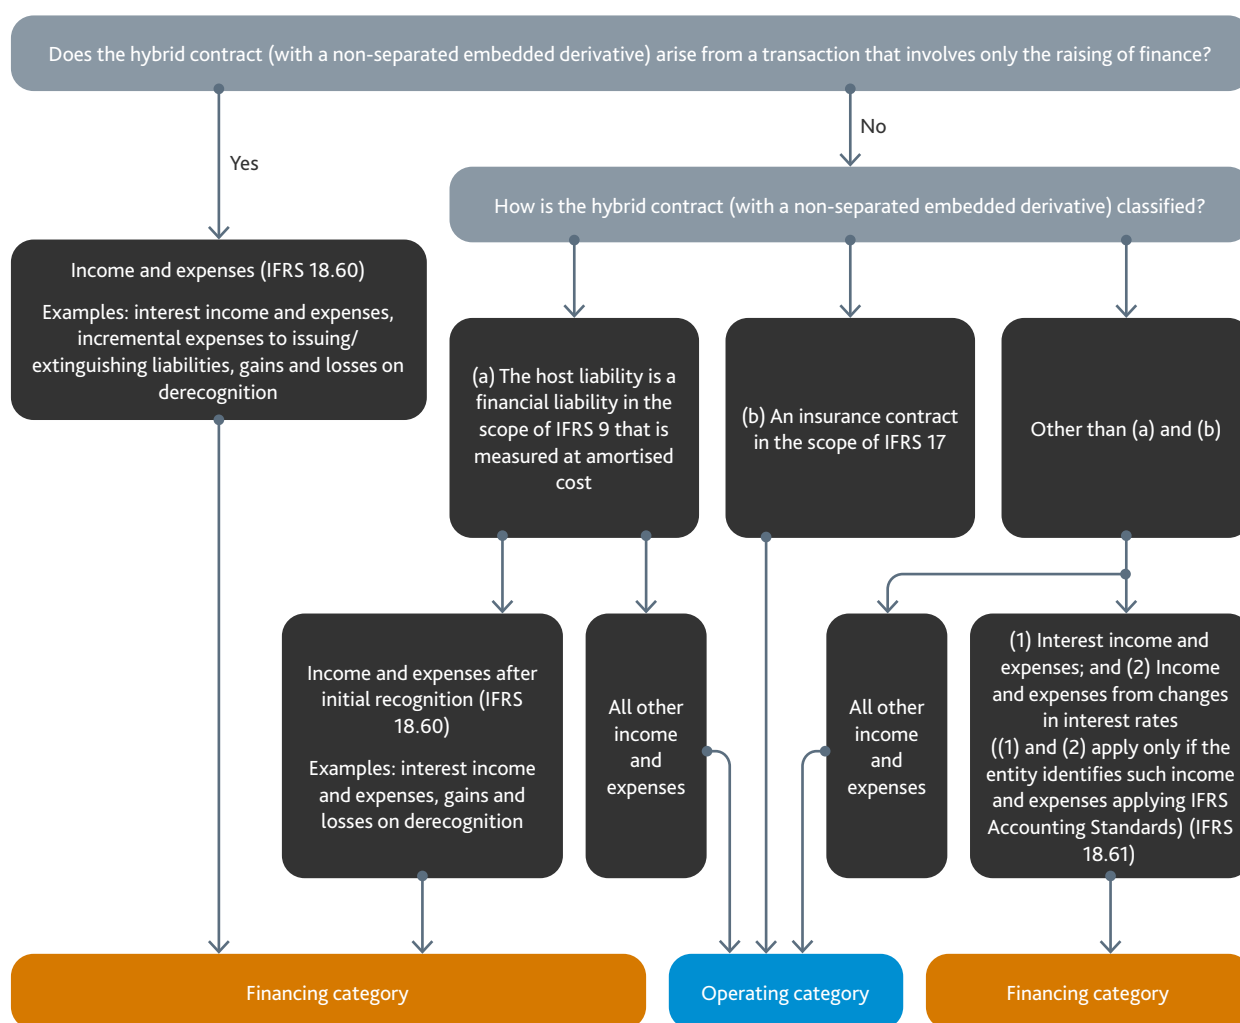 Does the hybrid contract (with a non-separated embedded derivative) arise from a transaction that involves only the raising of finance?
No
Yes
How is the hybrid contract (with a non-separated embedded derivative) classified?
Income and expenses (IFRS 18.60)
Examples: interest income and expenses,
incremental expenses to issuing/
extinguishing liabilities, gains and losses on
derecognition
(a) The host liability is a
financial liability in the
scope of IFRS 9 that is
measured at amortised
cost
(b) An insurance contract
in the scope of IFRS 17
Other than (a) and (b)
Income and expenses after
initial recognition (IFRS
18.60)
Examples: interest income
and expenses, gains and
losses on derecognition
All other
income
and
expenses
All other
income
and
expenses
(1) Interest income and
expenses; and (2) Income
and expenses from changes
in interest rates
((1) and (2) apply only if the
entity identifies such income
and expenses applying IFRS
Accounting Standards) (IFRS
18.61)
Financing category
Operating category
Financing category